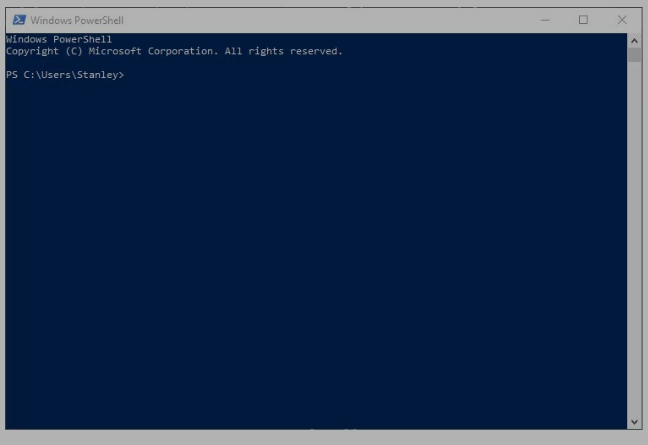 Windows PowerShell
Windows PowerShell
Copyright (C) Microsoft Corporation. All rights reserved.
PS C:\Users\Stanley>